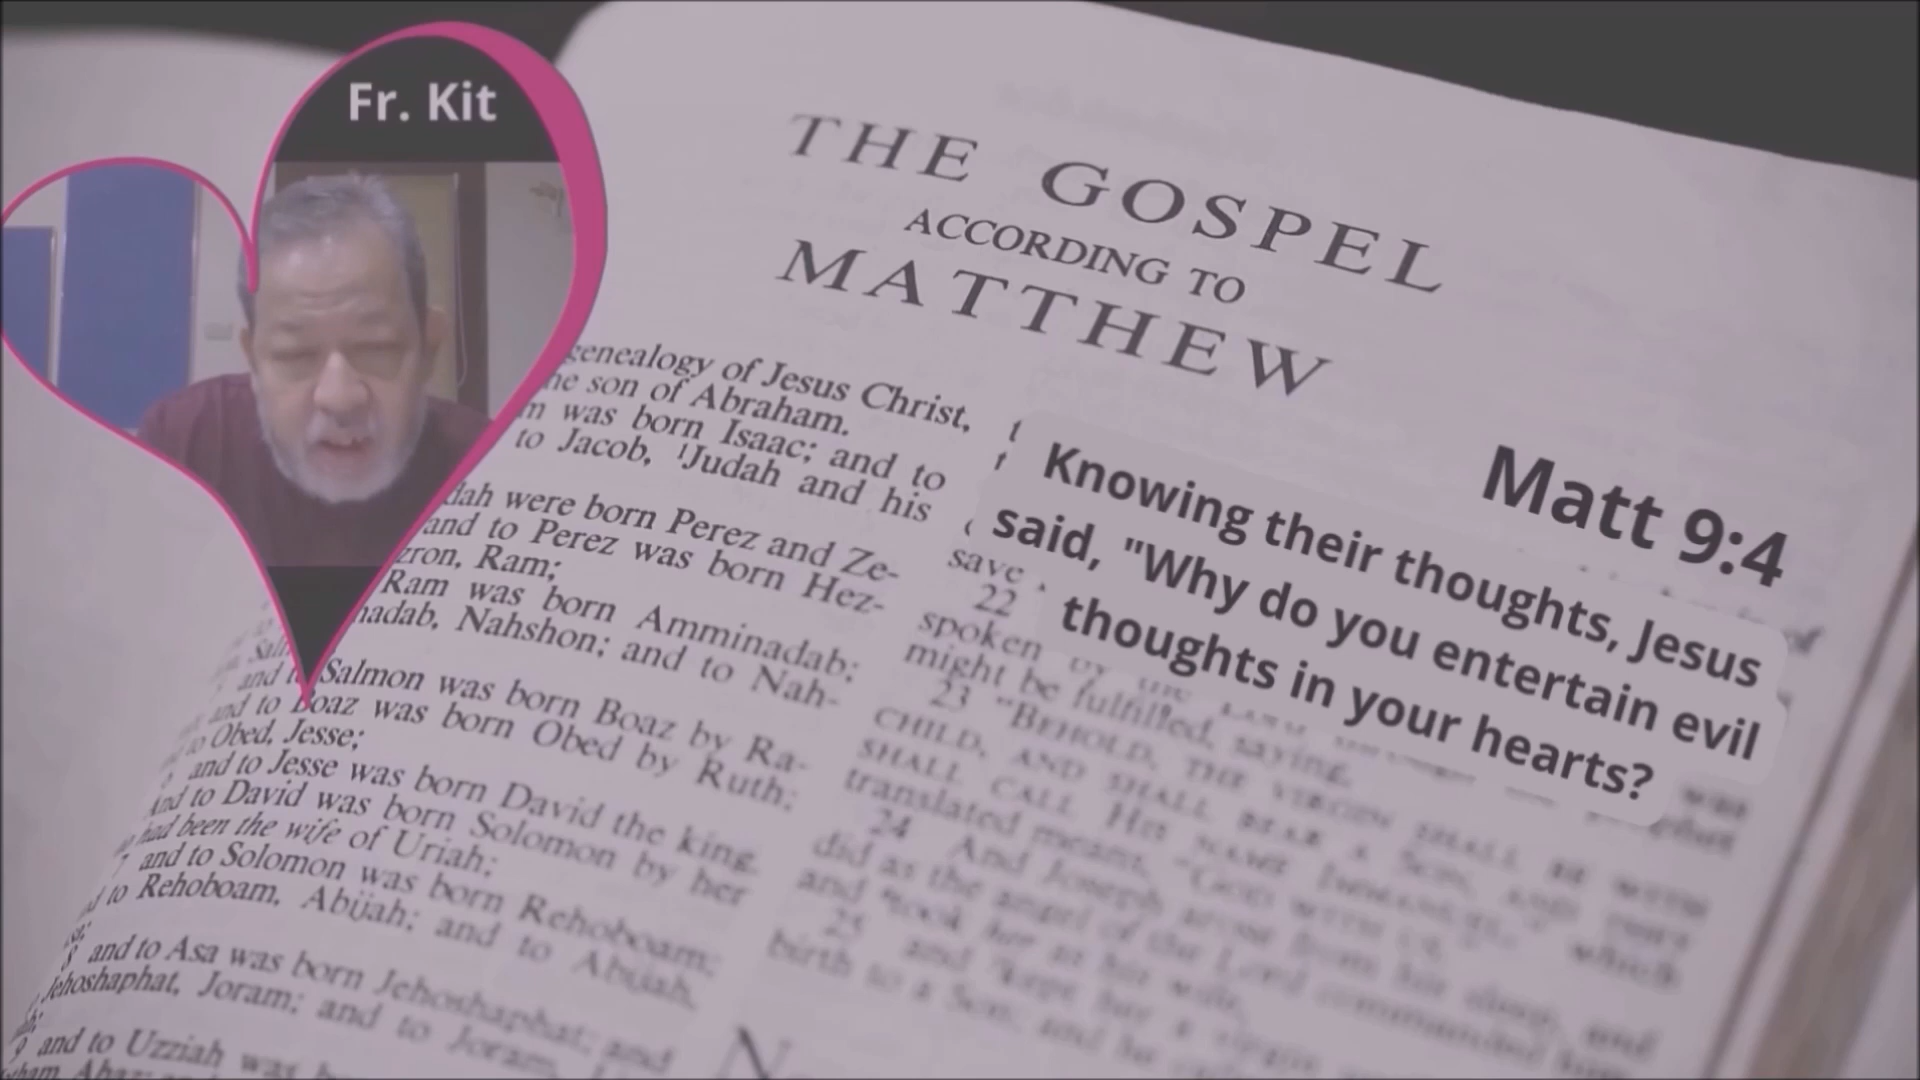 Fr. Kit
THE GOSPEL
ACCORDING TO
MATTHEW
genealogy of Jesus Christ,
son of Abraham.
was born Isaac; and to
to Jacob, ¹Judah and his
were born Perez and Ze-
and to Perez was born Hez-
Ram;
Ram was born Amminadab;
Nahshon; and to Nah-
Salmon was born Boaz by Ra-
and to Boaz was born Obed by Ruth;
Obed, Jesse;
and to Jesse was born David the king.
And to David was born Solomon by her
had been the wife of Uriah;
and to Solomon was born Rehoboam;
to Rehoboam, Abijah; and to Abijah,
8 and to Asa was born Jehoshaphat; and
Jehoshaphat, Joram; and to Joram,
9 and to Uzziah was
Matt 9:4
Knowing their thoughts, Jesus
said, "Why do you entertain evil
thoughts in your hearts?
save
22
spoken
might be fulfilled, saying,
23 "BEHOLD, THE VIRGIN SHALL BE WITH
CHILD, AND SHALL BEAR A SON, AND
SHALL CALL HIS NAME IMMANUEL," which
translated means, "GOD WITH US."
24 And Joseph arose from his sleep, and
did as the angel of the Lord commanded him,
and took her as his wife,
25 and kept her a virgin
birth to a Son; and he